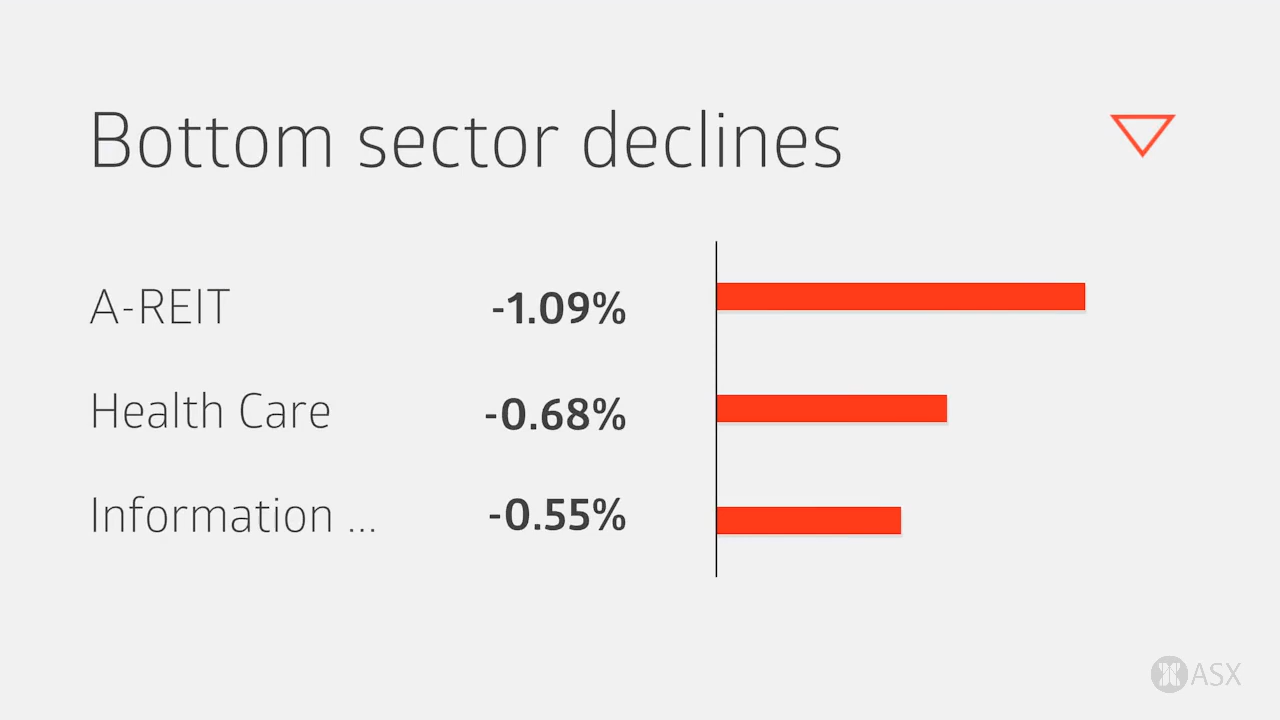 Bottom sector declines
A-REIT -1.09%
Health Care -0.68%
Information ... -0.55%
ASX